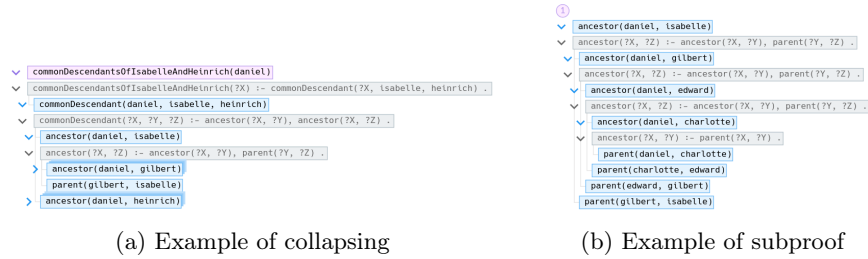 commonDescendantsOfIsabelleAndHeinrich(daniel)
commonDescendantsOfIsabelleAndHeinrich(?X) :- commonDescendant(?X, isabelle, heinrich) .
commonDescendant(daniel, isabelle, heinrich)
commonDescendant(?X, ?Y, ?Z) :- ancestor(?X, ?Y), ancestor(?X, ?Z) .
ancestor(daniel, isabelle)
ancestor(?X, ?Z) :- ancestor(?X, ?Y), parent(?Y, ?Z) .
ancestor(daniel, gilbert)
parent(gilbert, isabelle)
ancestor(daniel, heinrich)
(a) Example of collapsing
1
ancestor(daniel, isabelle)
ancestor(?X, ?Z) :- ancestor(?X, ?Y), parent(?Y, ?Z) .
ancestor(daniel, gilbert)
ancestor(?X, ?Z) :- ancestor(?X, ?Y), parent(?Y, ?Z) .
ancestor(daniel, edward)
ancestor(?X, ?Z) :- ancestor(?X, ?Y), parent(?Y, ?Z) .
ancestor(daniel, charlotte)
ancestor(?X, ?Y) :- parent(?X, ?Y) .
parent(daniel, charlotte)
parent(charlotte, edward)
parent(edward, gilbert)
parent(gilbert, isabelle)
(b) Example of subproof